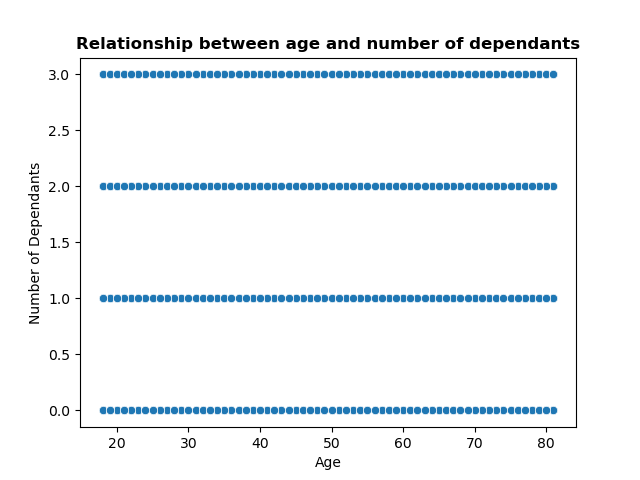 Relationship between age and number of dependants
3.0
2.5
2.0
1.5
1.0
0.5
0.0
Number of Dependants
20 30 40 50 60 70 80
Age